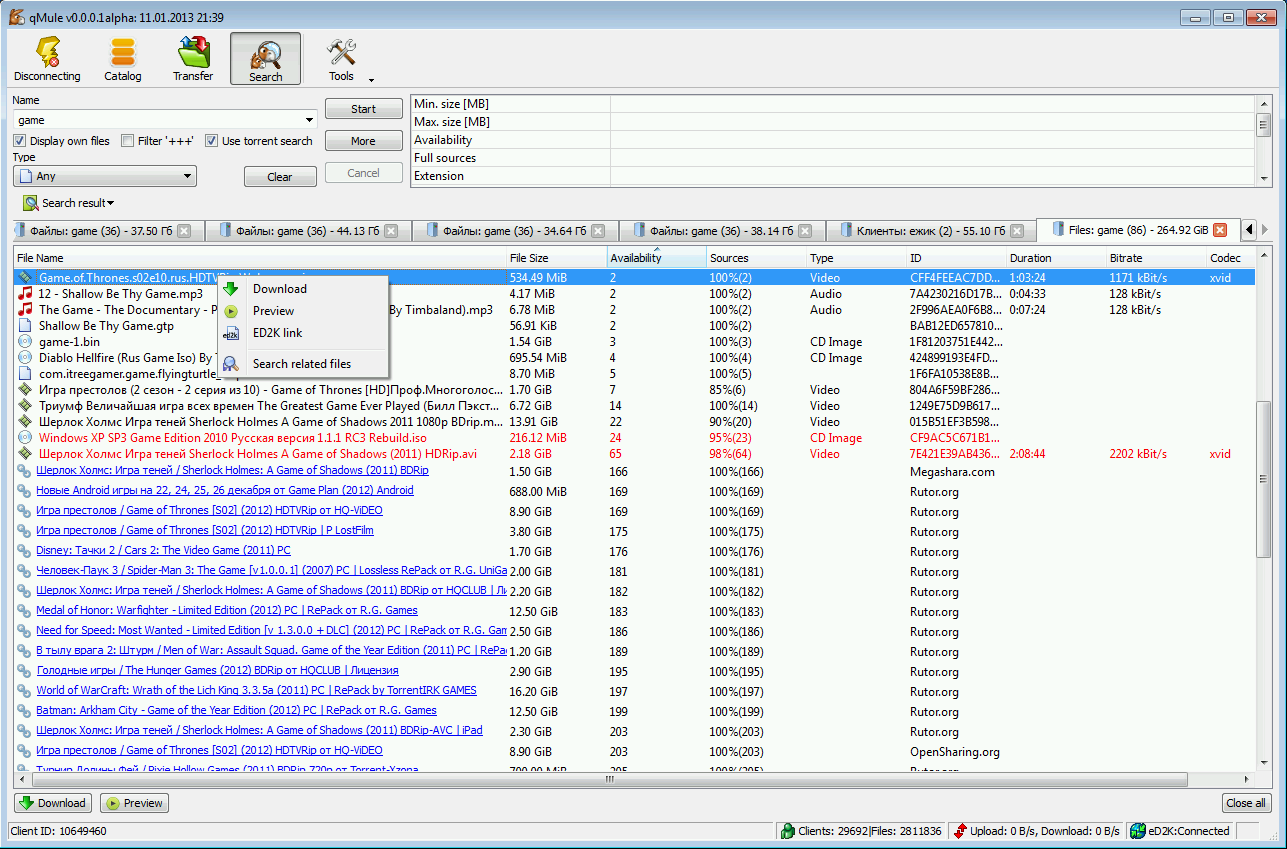 qMule v0.0.0.1alpha: 11.01.2013 21:39
Disconnecting Catalog Transfer Search Tools
Name
game
Start
Display own files Filter '+++' Use torrent search
More
Type
Any
Clear
Cancel
Min. size [MB]
Max. size [MB]
Availability
Full sources
Extension
Search result
Файлы: game (36) - 37.50 Гб Файлы: game (36) - 44.13 Гб Файлы: game (36) - 34.64 Гб Файлы: game (36) - 38.14 Гб Клиенты: ежик (2) - 55.10 Гб Files: game (86) - 264.92 GiB
File Name File Size Availability Sources Type ID Duration Bitrate Codec
Game.of.Thrones.s02e10.rus.HDTV 534.49 MiB 2 100%(2) Video CFF4FEEAC7DD... 1:03:24 1171 kBit/s xvid
12 - Shallow Be Thy Game.mp3 4.17 MiB 2 100%(2) Audio 7A4230216D17B... 0:04:33 128 kBit/s
The Game - The Documentary - By Timbaland).mp3 6.78 MiB 2 100%(2) Audio 2F996AEA0F6B8... 0:07:24 128 kBit/s
Shallow Be Thy Game.gtp 56.91 KiB 2 100%(2) BAB12ED657810...
game-1.bin 1.54 GiB 3 100%(3) CD Image 1F81203751442...
Diablo Hellfire (Rus Game Iso) By 695.54 MiB 4 100%(4) CD Image 424899193E4FD...
com.itreegamer.game.flyingturtle_ 8.70 MiB 5 100%(5) 1F6FA10538E8B...
Игра престолов (2 сезон - 2 серия из 10) - Game of Thrones [HD]Проф.Многоголос... 1.70 GiB 7 85%(6) Video 804A6F59BF286...
Триумф Величайшая игра всех времен The Greatest Game Ever Played (Билл Пэкст... 6.72 GiB 14 100%(14) Video 1249E75D9B617...
Шерлок Холмс Игра теней Sherlock Holmes A Game of Shadows 2011 1080p BDrip.m... 13.91 GiB 22 90%(20) Video 015B51EF3B598...
Windows XP SP3 Game Edition 2010 Русская версия 1.1.1 RC3 Rebuild.iso 216.12 MiB 24 95%(23) CD Image CF9AC5C671B1...
Шерлок Холмс Игра теней Sherlock Holmes A Game of Shadows (2011) HDRip.avi 2.18 GiB 65 98%(64) Video 7E421E39AB436... 2:08:44 2202 kBit/s xvid
Шерлок Холмс: Игра теней / Sherlock Holmes: A Game of Shadows (2011) BDRip 1.50 GiB 166 100%(166) Megashara.com
Новые Android игры на 22, 24, 25, 26 декабря от Game Plan (2012) Android 688.00 MiB 169 100%(169) Rutor.org
Игра престолов / Game of Thrones [S02] (2012) HDTVRip от HQ-ViDEO 8.90 GiB 169 100%(169) Rutor.org
Игра престолов / Game of Thrones [S02] (2012) HDTVRip | P LostFilm 3.80 GiB 175 100%(175) Rutor.org
Disney: Тачки 2 / Cars 2: The Video Game (2011) PC 1.70 GiB 176 100%(176) Rutor.org
Человек-Паук 3 / Spider-Man 3: The Game [v1.0.0.1] (2007) PC | Lossless RePack от R.G. UniGa 2.00 GiB 181 100%(181) Rutor.org
Шерлок Холмс: Игра теней / Sherlock Holmes: A Game of Shadows (2011) BDRip от HQCLUB | Ли 2.20 GiB 182 100%(182) Rutor.org
Medal of Honor: Warfighter - Limited Edition (2012) PC | RePack от R.G. Games 12.50 GiB 183 100%(183) Rutor.org
Need for Speed: Most Wanted - Limited Edition [v 1.3.0.0 + DLC] (2012) PC | RePack от R.G. Gam 2.50 GiB 186 100%(186) Rutor.org
В тылу врага 2: Штурм / Men of War: Assault Squad. Game of the Year Edition (2011) PC | RePa 1.20 GiB 189 100%(189) Rutor.org
Голодные игры / The Hunger Games (2012) BDRip от HQCLUB | Лицензия 2.90 GiB 195 100%(195) Rutor.org
World of WarCraft: Wrath of the Lich King 3.3.5a (2011) PC | RePack by TorrentIRK GAMES 16.20 GiB 197 100%(197) Rutor.org
Batman: Arkham City - Game of the Year Edition (2012) PC | RePack от R.G. Games 12.50 GiB 199 100%(199) Rutor.org
Шерлок Холмс: Игра теней / Sherlock Holmes: A Game of Shadows (2011) BDRip-AVC | iPad 2.30 GiB 203 100%(203) Rutor.org
Игра престолов / Game of Thrones [S02] (2012) HDTVRip от HQ-ViDEO 8.90 GiB 203 100%(203) OpenSharing.org
Турнир Долины Фей / Pixie Hollow Games (2011) BDRip 720p от Torrent-Xzona 700.00 MiB 205 100%(205) Rutor.org
Download
Preview
ED2K link
Search related files
Download Preview Close all
Client ID: 10649460 Clients: 29692|Files: 2811836 Upload: 0 B/s, Download: 0 B/s eD2K:Connected